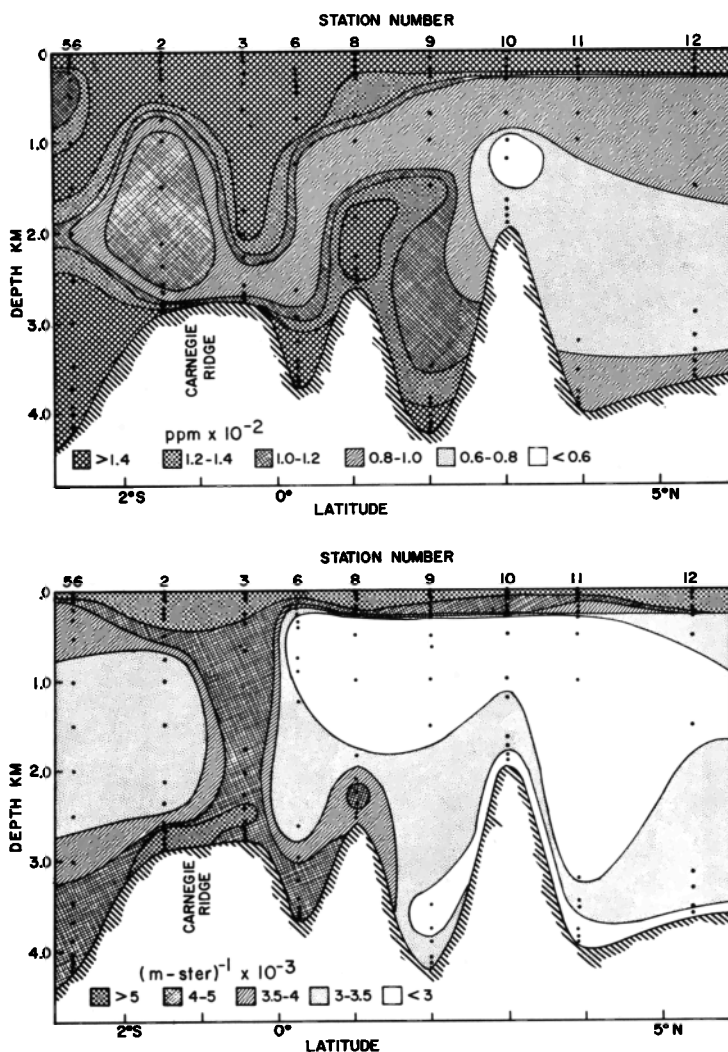 STATION NUMBER
56 2 3 6 8 9 10 11 12
0
1.0
2.0
3.0
4.0
DEPTH KM
CARNEGIE RIDGE
ppm x 10-2
>1.4 1.2-1.4 1.0-1.2 0.8-1.0 0.6-0.8 <0.6
2°S 0° 5°N
LATITUDE
STATION NUMBER
56 2 3 6 8 9 10 11 12
0
1.0
2.0
3.0
4.0
DEPTH KM
CARNEGIE RIDGE
(m-ster)-1 x 10-3
>5 4-5 3.5-4 3-3.5 <3
2°S 0° 5°N
LATITUDE